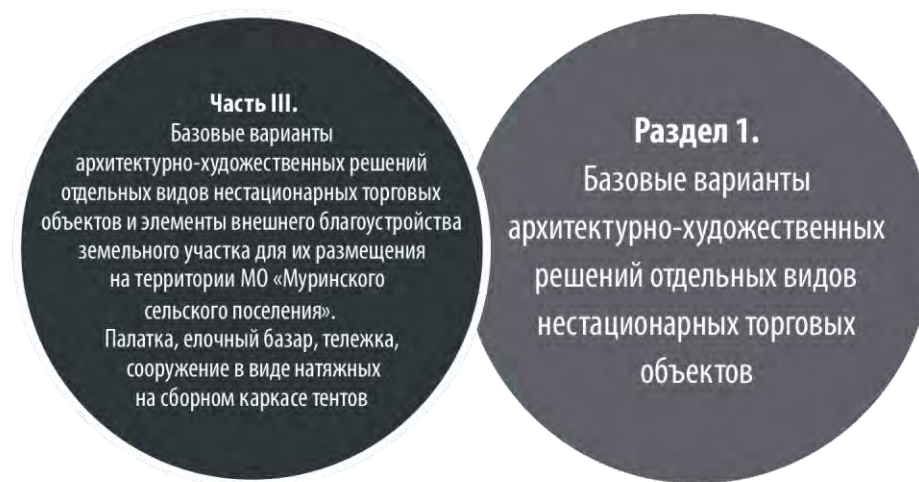 Часть III.
Базовые варианты
архитектурно-художественных решений
отдельных видов нестационарных торговых
объектов и элементы внешнего благоустройства
земельного участка для их размещения
на территории МО «Муринского
сельского поселения».
Палатка, елочный базар, тележка,
сооружение в виде натяжных
на сборном каркасе тентов
Раздел 1.
Базовые варианты
архитектурно-художественных
решений отдельных видов
нестационарных торговых
объектов